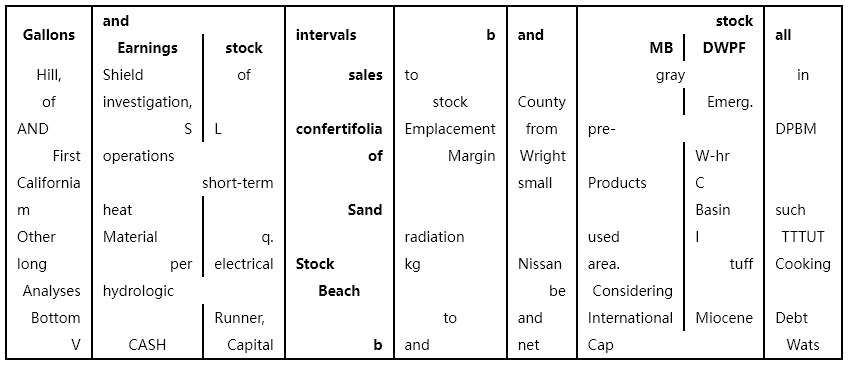 Gallons and intervals b and stock all
Earnings stock MB DWPF
Hill, Shield of sales to gray in
of investigation, stock County Emerg.
AND S L confertifolia Emplacement from pre- DPBM
First operations of Margin Wright W-hr
California short-term small Products C
m heat Sand Basin such
Other Material q. radiation used I TTTUT
long per electrical Stock kg Nissan area. tuff Cooking
Analyses hydrologic Beach be Considering
Bottom Runner, to and International Miocene Debt
V CASH Capital b and net Cap Wats